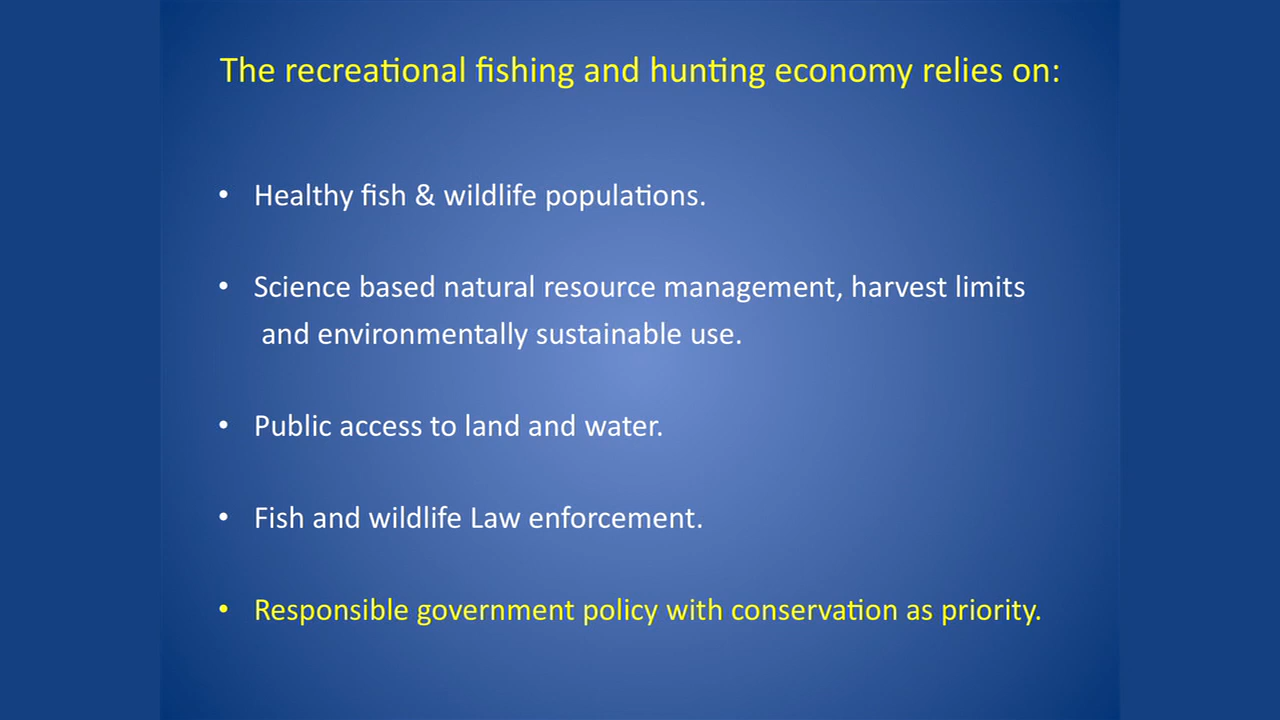 The recreational fishing and hunting economy relies on:
• Healthy fish & wildlife populations.
• Science based natural resource management, harvest limits
and environmentally sustainable use.
• Public access to land and water.
• Fish and wildlife Law enforcement.
• Responsible government policy with conservation as priority.